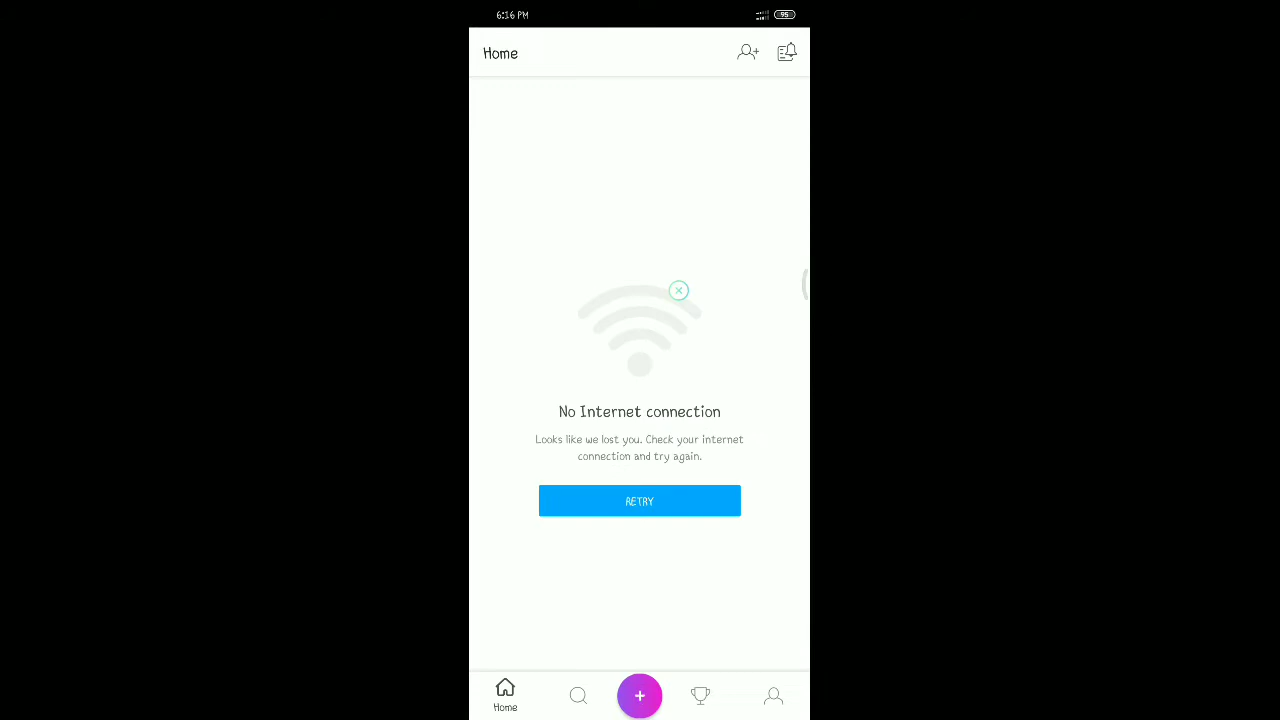 6:16 PM
95
Home
No Internet connection
Looks like we lost you. Check your internet
connection and try again.
RETRY
Home